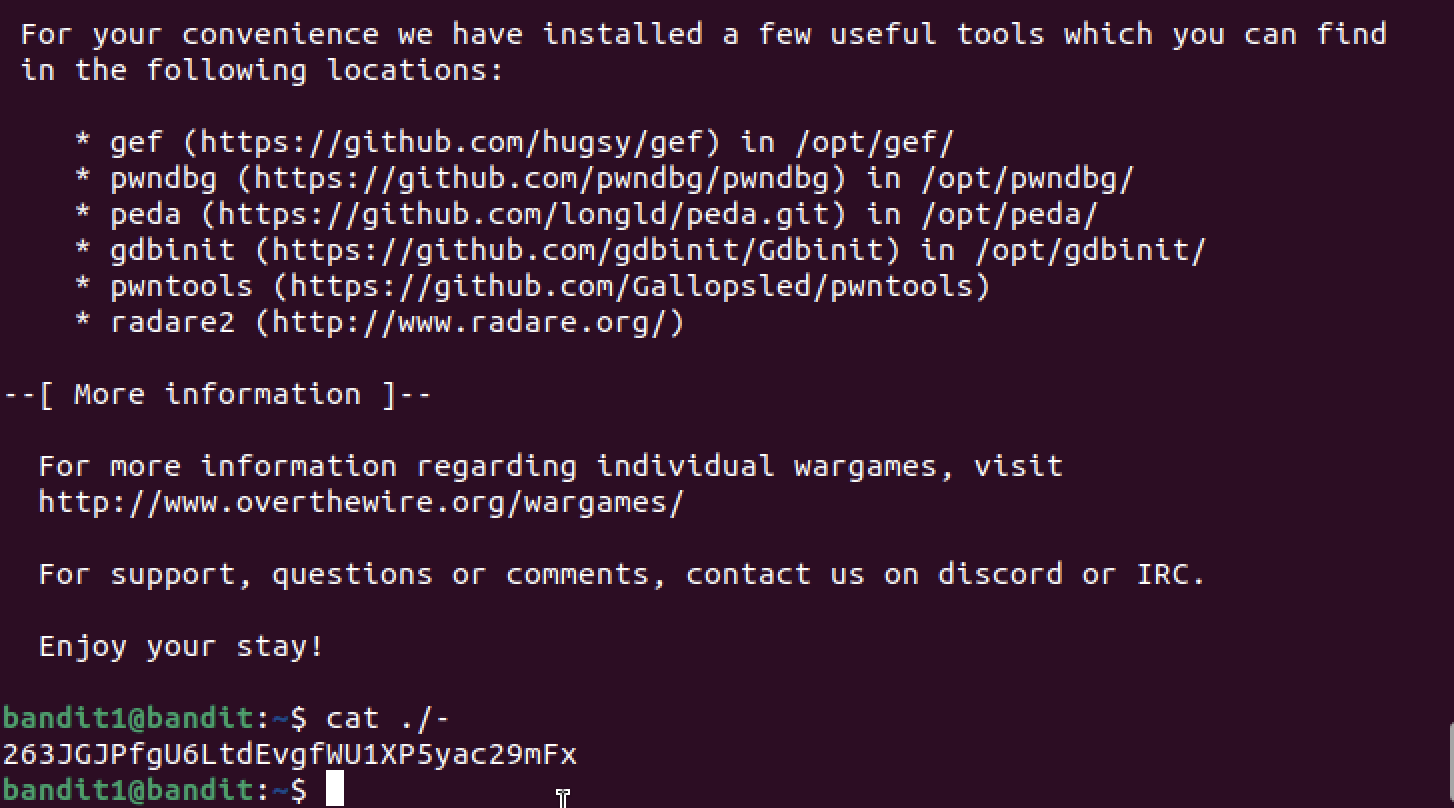 For your convenience we have installed a few useful tools which you can find
in the following locations:
* gef (https://github.com/hugsy/gef) in /opt/gef/
* pwndbg (https://github.com/pwndbg/pwndbg) in /opt/pwndbg/
* peda (https://github.com/longld/peda.git) in /opt/peda/
* gdbinit (https://github.com/gdbinit/Gdbinit) in /opt/gdbinit/
* pwntools (https://github.com/Gallopsled/pwntools)
* radare2 (http://www.radare.org/)
--[ More information ]--
For more information regarding individual wargames, visit
http://www.overthewire.org/wargames/
For support, questions or comments, contact us on discord or IRC.
Enjoy your stay!
bandit1@bandit:~$ cat ./-
263JGJPfgU6LtdEvgfWU1XP5yac29mFx
bandit1@bandit:~$